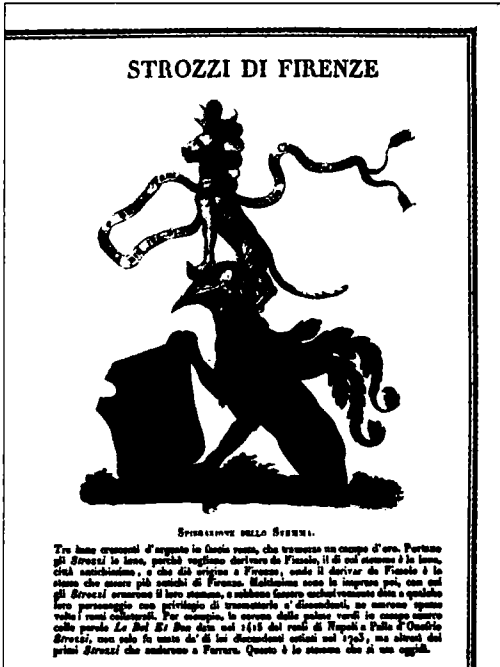 STROZZI DI FIRENZE
SPIEGAZIONE DELLO STEMMA.
Tre lune crescenti d'argento in fascia rossa, che traversa un campo d'oro. Portano
gli Strozzi le lune, perchè vogliono derivare da Fiesole, il di cui stemma è la luna,
città antichissima, e che diè origine a Firenze, onde il derivar da Fiesole è lo
stesso che essere più antichi di Firenze. Moltissime sono le imprese poi, con cui
gli Strozzi ornarono il loro stemma, e sebbene fossero esclusivamente date a qualche
loro personaggio con privilegio di trasmetterlo a' discendenti, ne usarono spesse
volte i rami collaterali. Per esempio, la corona dalle palme verdi in campo azzurro
colle parole Le Bol Et Bon data nel 1415 dai reali di Napoli a Palla d'Onofrio
Strozzi, non solo fu usata da' di lui discendenti estinti nel 1703, ma altresì dai
primi Strozzi che andarono a Ferrara. Questo è lo stemma che si usa oggidì.